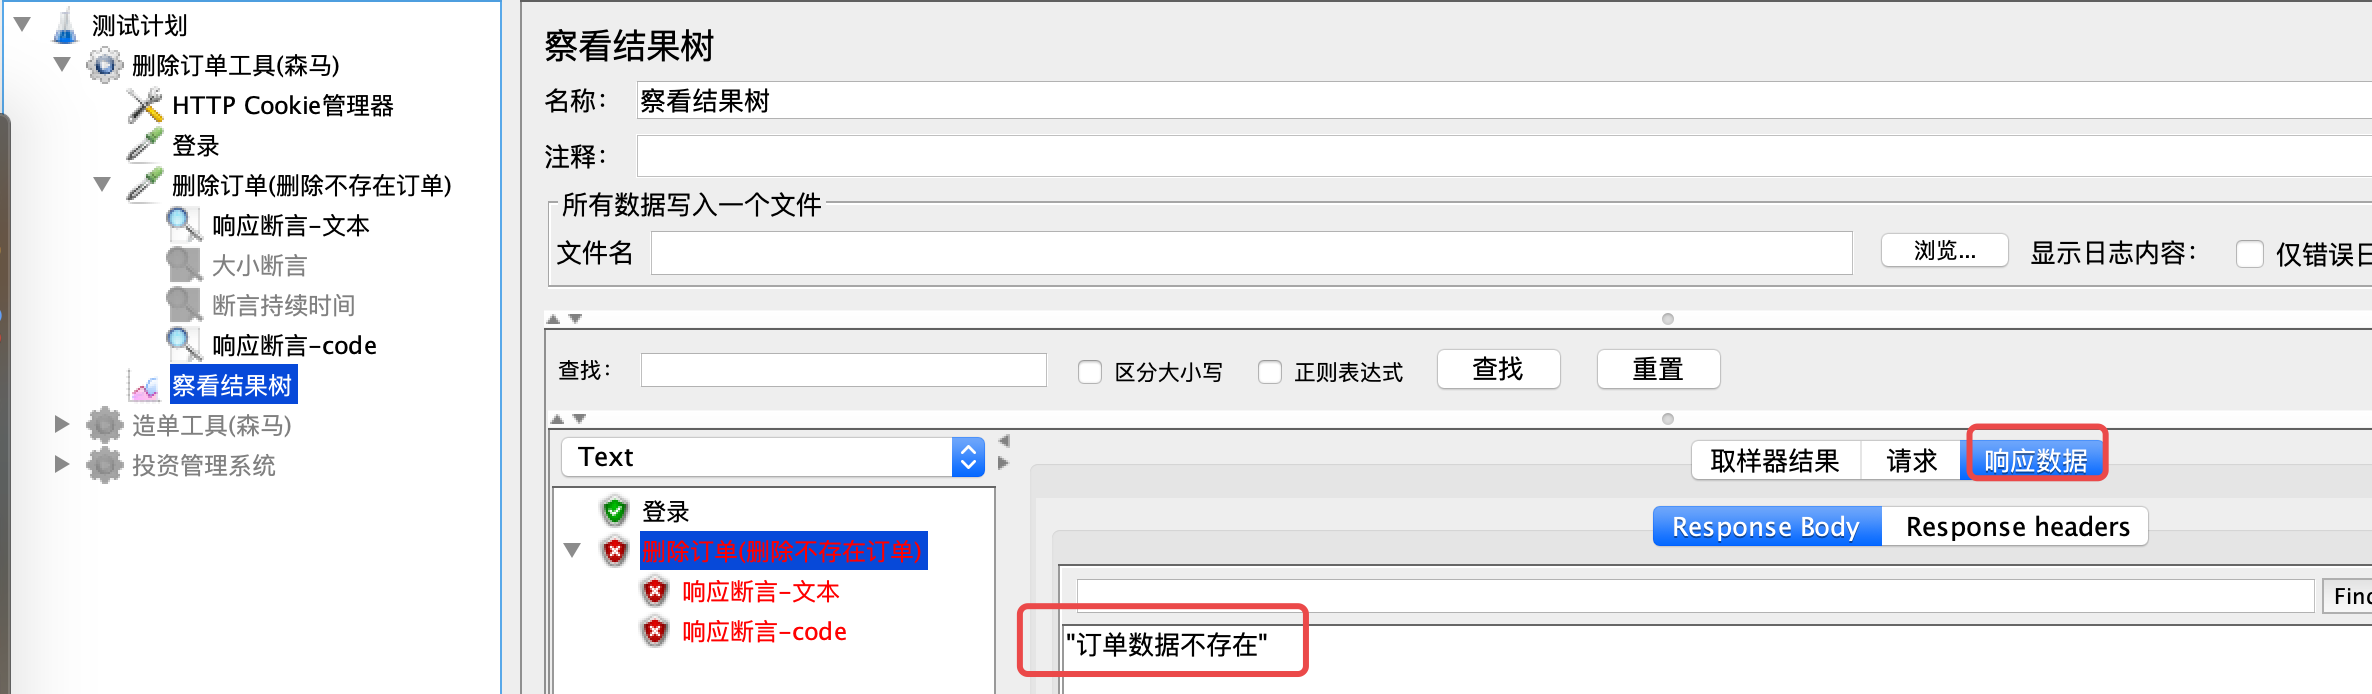 测试计划
删除订单工具(森马)
HTTP Cookie管理器
登录
删除订单(删除不存在订单)
响应断言-文本
大小断言
断言持续时间
响应断言-code
察看结果树
造单工具(森马)
投资管理系统
察看结果树
名称： 察看结果树
注释：
所有数据写入一个文件
文件名 浏览... 显示日志内容： 仅错误日
查找： 区分大小写 正则表达式 查找 重置
Text 取样器结果 请求 响应数据
登录 Response Body Response headers
删除订单(删除不存在订单)
响应断言-文本 Find
响应断言-code
"订单数据不存在"